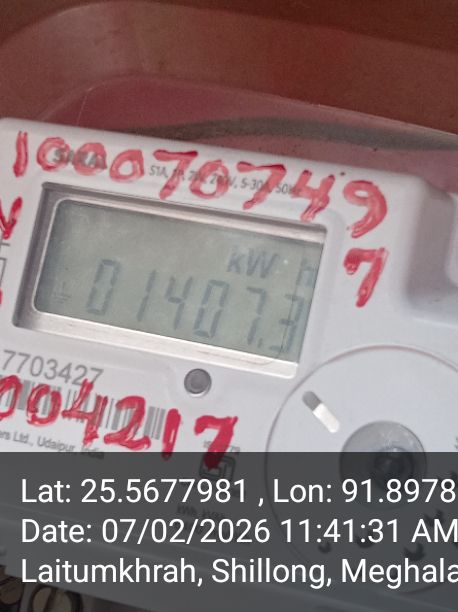 100070749
7
kW h
01407.3
7703427
004217
Lat: 25.5677981 , Lon: 91.8978
Date: 07/02/2026 11:41:31 AM
Laitumkhrah, Shillong, Meghala